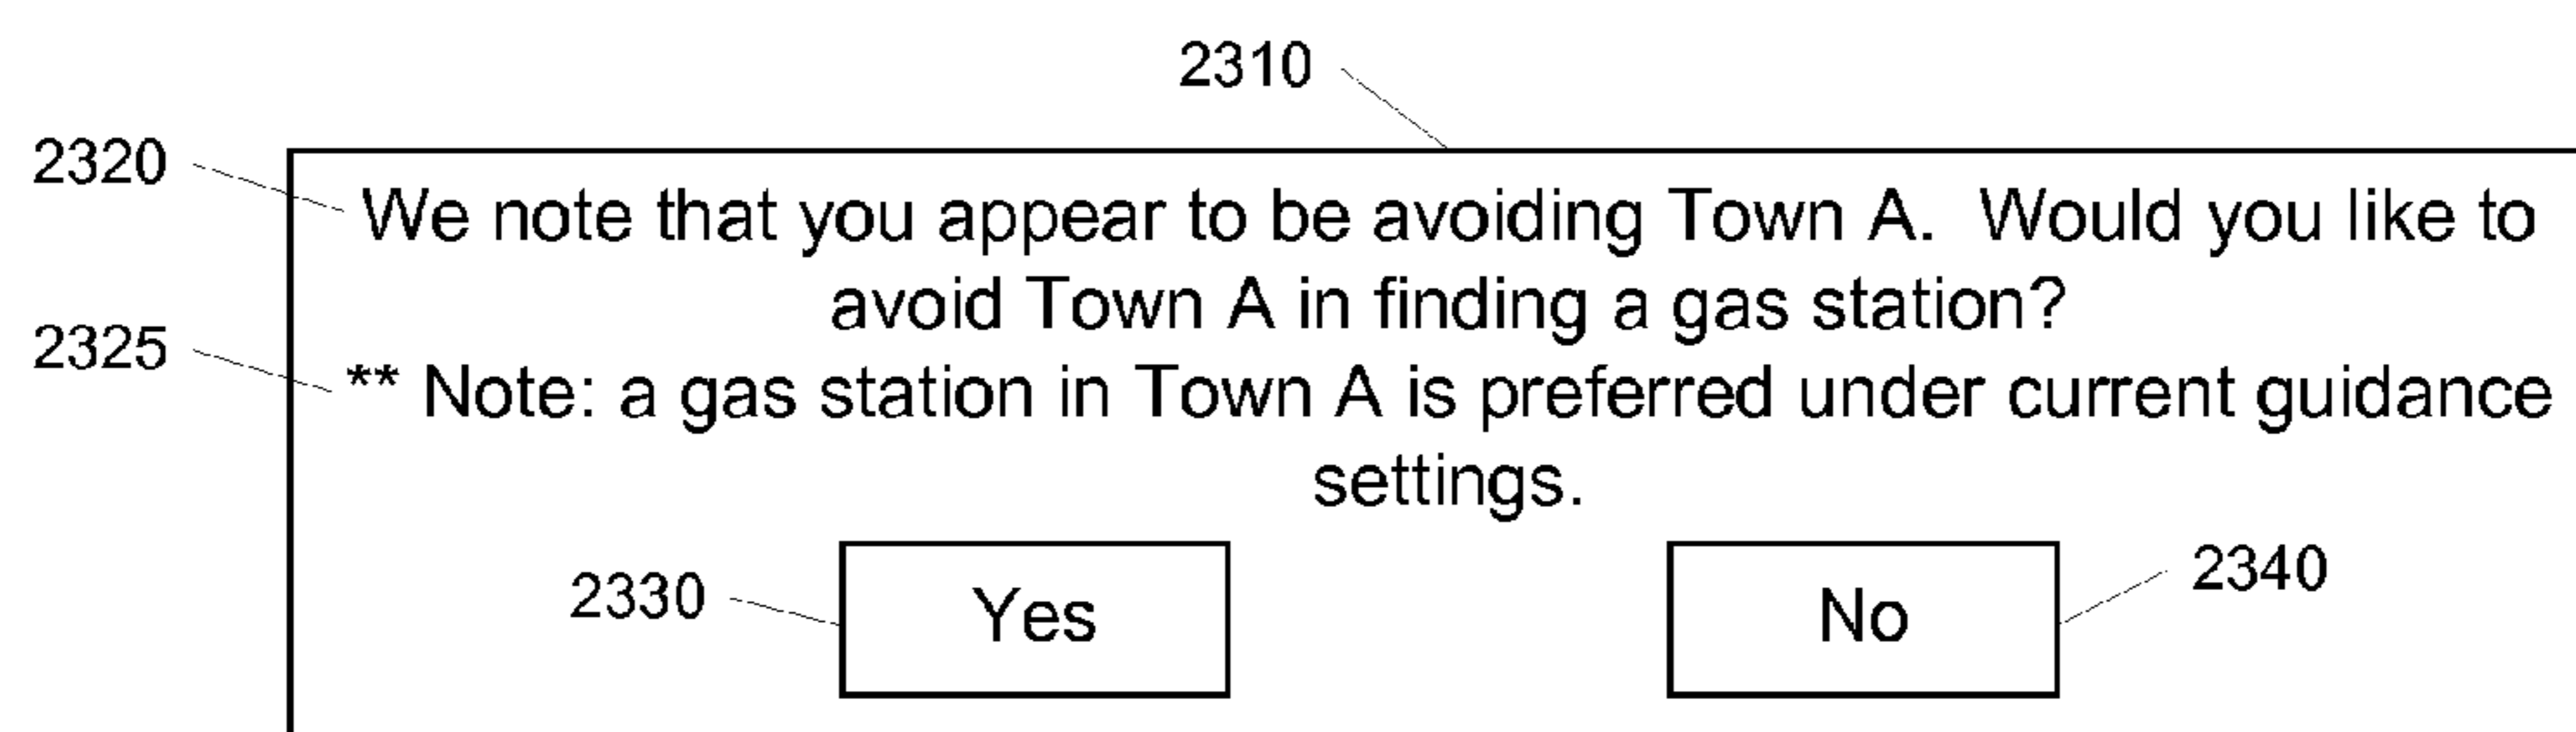 2310
2320
We note that you appear to be avoiding Town A. Would you like to
avoid Town A in finding a gas station?
2325
** Note: a gas station in Town A is preferred under current guidance
settings.
2330
Yes
No
2340